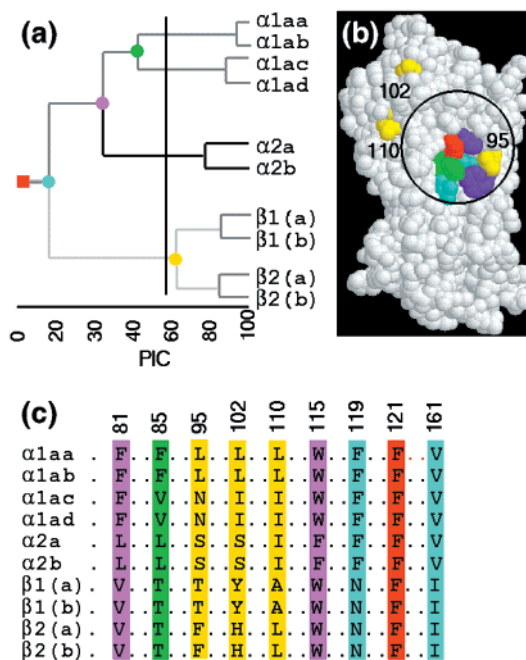 (a)
α1aa
α1ab
α1ac
α1ad
α2a
α2b
β1(a)
β1(b)
β2(a)
β2(b)
0 20 40 60 80 100
PIC
(b)
102
110
95
(c)
81 85 95 102 110 115 119 121 161
α1aa ..F..F..L..L..L..W..F..F..V
α1ab ..F..F..L..L..L..W..F..F..V
α1ac ..F..V..N..I..I..W..F..F..V
α1ad ..F..V..N..I..I..W..F..F..V
α2a ..L..L..S..S..I..F..F..F..V
α2b ..L..L..S..S..I..F..F..F..V
β1(a) ..V..T..T..Y..A..W..N..F..I
β1(b) ..V..T..T..Y..A..W..N..F..I
β2(a) ..V..T..F..H..L..W..N..F..I
β2(b) ..V..T..F..H..L..W..N..F..I